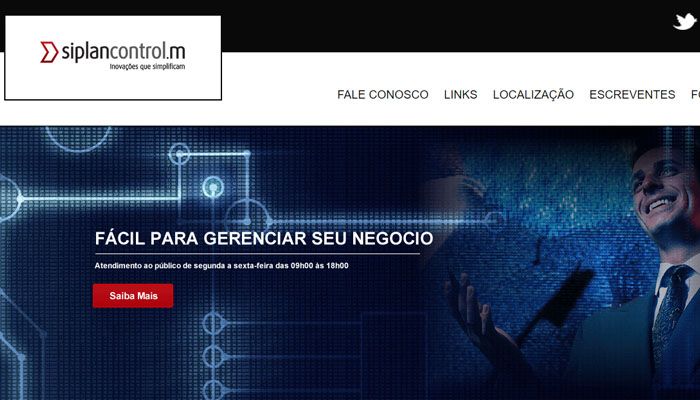 siplancontrol.m
Inovações que simplificam
FALE CONOSCO LINKS LOCALIZAÇÃO ESCREVENTES
FÁCIL PARA GERENCIAR SEU NEGOCIO
Atendimento ao público de segunda a sexta-feira das 09h00 às 18h00
Saiba Mais